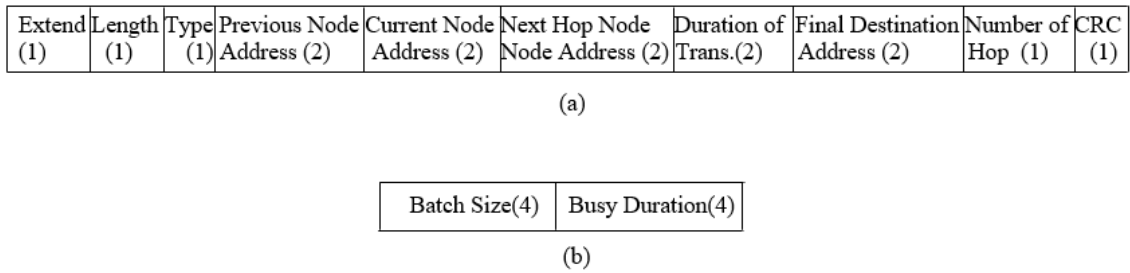 Extend Length Type Previous Node Current Node Next Hop Node Duration of Final Destination Number of CRC
(1) (1) (1) Address (2) Address (2) Node Address (2) Trans.(2) Address (2) Hop (1) (1)
(a)
Batch Size(4) Busy Duration(4)
(b)